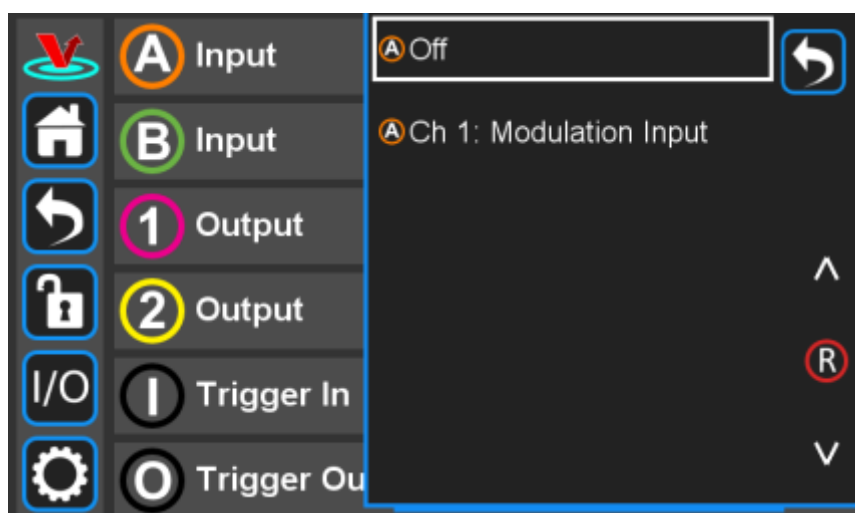 A Input
B Input
1 Output
2 Output
I/O
I Trigger In
O Trigger Ou
A Off
A Ch 1: Modulation Input
R